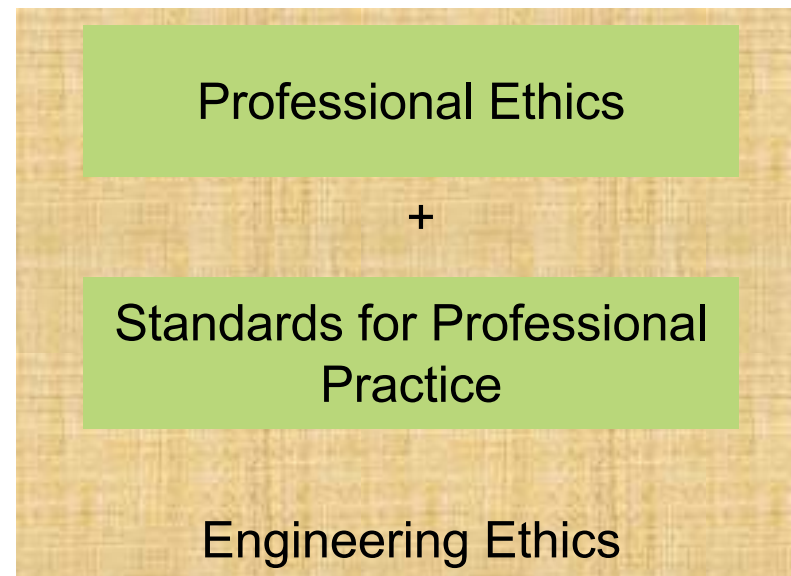 Professional Ethics
+
Standards for Professional
Practice
Engineering Ethics